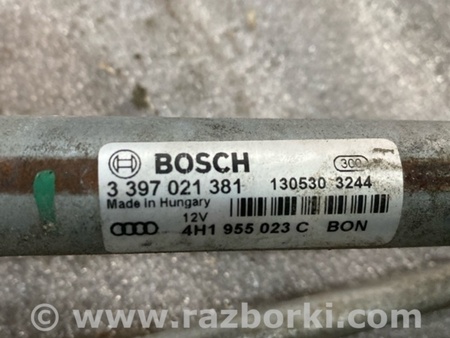 BOSCH 300
3 397 021 381 130530 3244
Made in Hungary
12V
4H1 955 023 C BON
© www.razborki.com